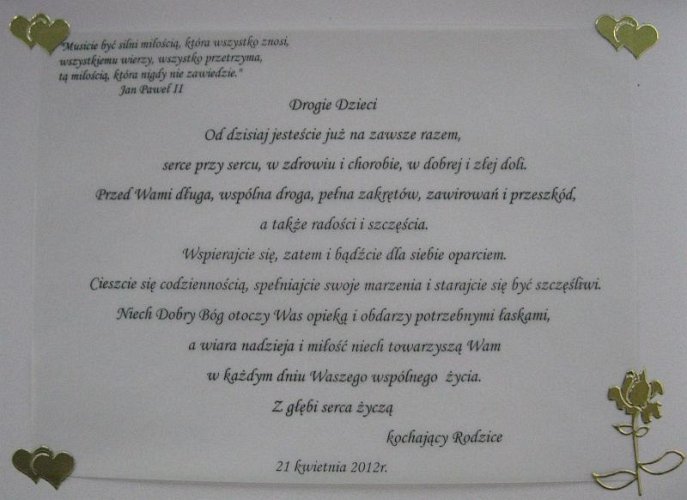 "Musicie być silni miłością, która wszystko znosi,
wszystkiemu wierzy, wszystko przetrzyma,
tą miłością, która nigdy nie zawiedzie."
Jan Paweł II
Drogie Dzieci
Od dzisiaj jesteście już na zawsze razem,
serce przy sercu, w zdrowiu i chorobie, w dobrej i złej doli.
Przed Wami długa, wspólna droga, pełna zakrętów, zawirowań i przeszkód,
a także radości i szczęścia.
Wspierajcie się, zatem i bądźcie dla siebie oparciem.
Cieszcie się codziennością, spełniajcie swoje marzenia i starajcie się być szczęśliwi.
Niech Dobry Bóg otoczy Was opieką i obdarzy potrzebnymi łaskami,
a wiara nadzieja i miłość niech towarzyszą Wam
w każdym dniu Waszego wspólnego życia.
Z głębi serca życzą
kochający Rodzice
21 kwietnia 2012r.